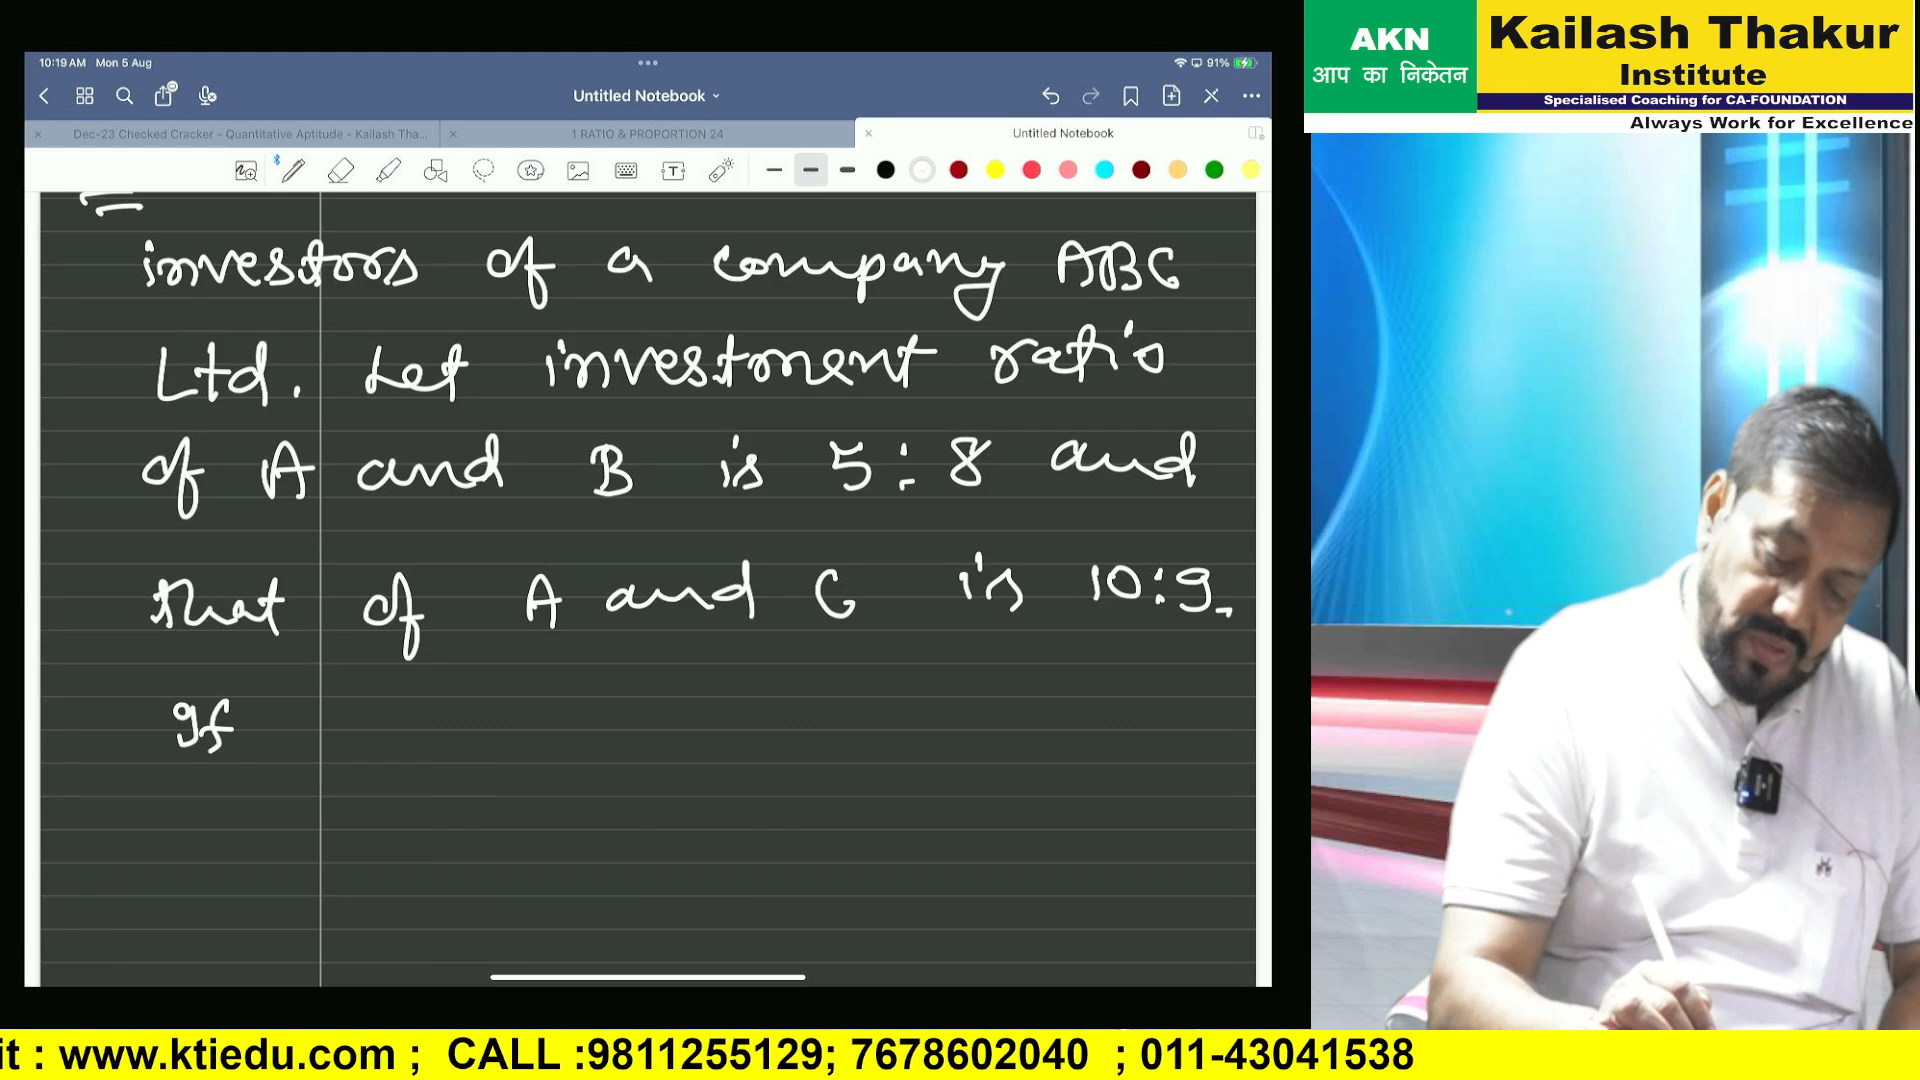 AKN
आप का निकेतन
Kailash Thakur
Institute
Specialised Coaching for CA-FOUNDATION
Always Work for Excellence
10:19 AM Mon 5 Aug
91%
Untitled Notebook
Dec-23 Checked Cracker - Quantitative Aptitude - Kailash Tha...
1 RATIO & PROPORTION 24
Untitled Notebook
investors of a company ABC
Ltd. Let investment ratio
of A and B is 5:8 and
that of A and C is 10:9.
If
it : www.ktiedu.com ; CALL :9811255129; 7678602040 ; 011-43041538